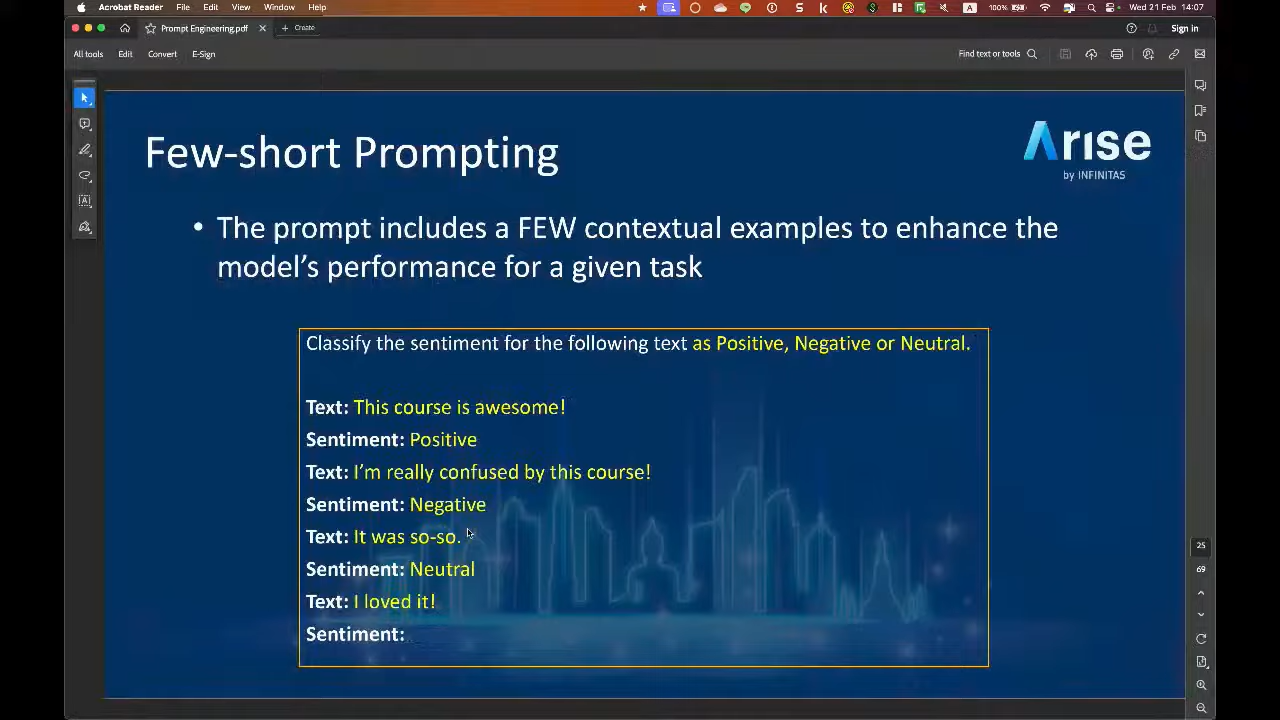 Acrobat Reader File Edit View Window Help 100% A Wed 21 Feb 14:07
Prompt Engineering.pdf Create Sign in
All tools Edit Convert E-Sign Find text or tools
Few-short Prompting
Arise
by INFINITAS
• The prompt includes a FEW contextual examples to enhance the
model’s performance for a given task
Classify the sentiment for the following text as Positive, Negative or Neutral.
Text: This course is awesome!
Sentiment: Positive
Text: I’m really confused by this course!
Sentiment: Negative
Text: It was so-so.
Sentiment: Neutral
Text: I loved it!
Sentiment:
25
69